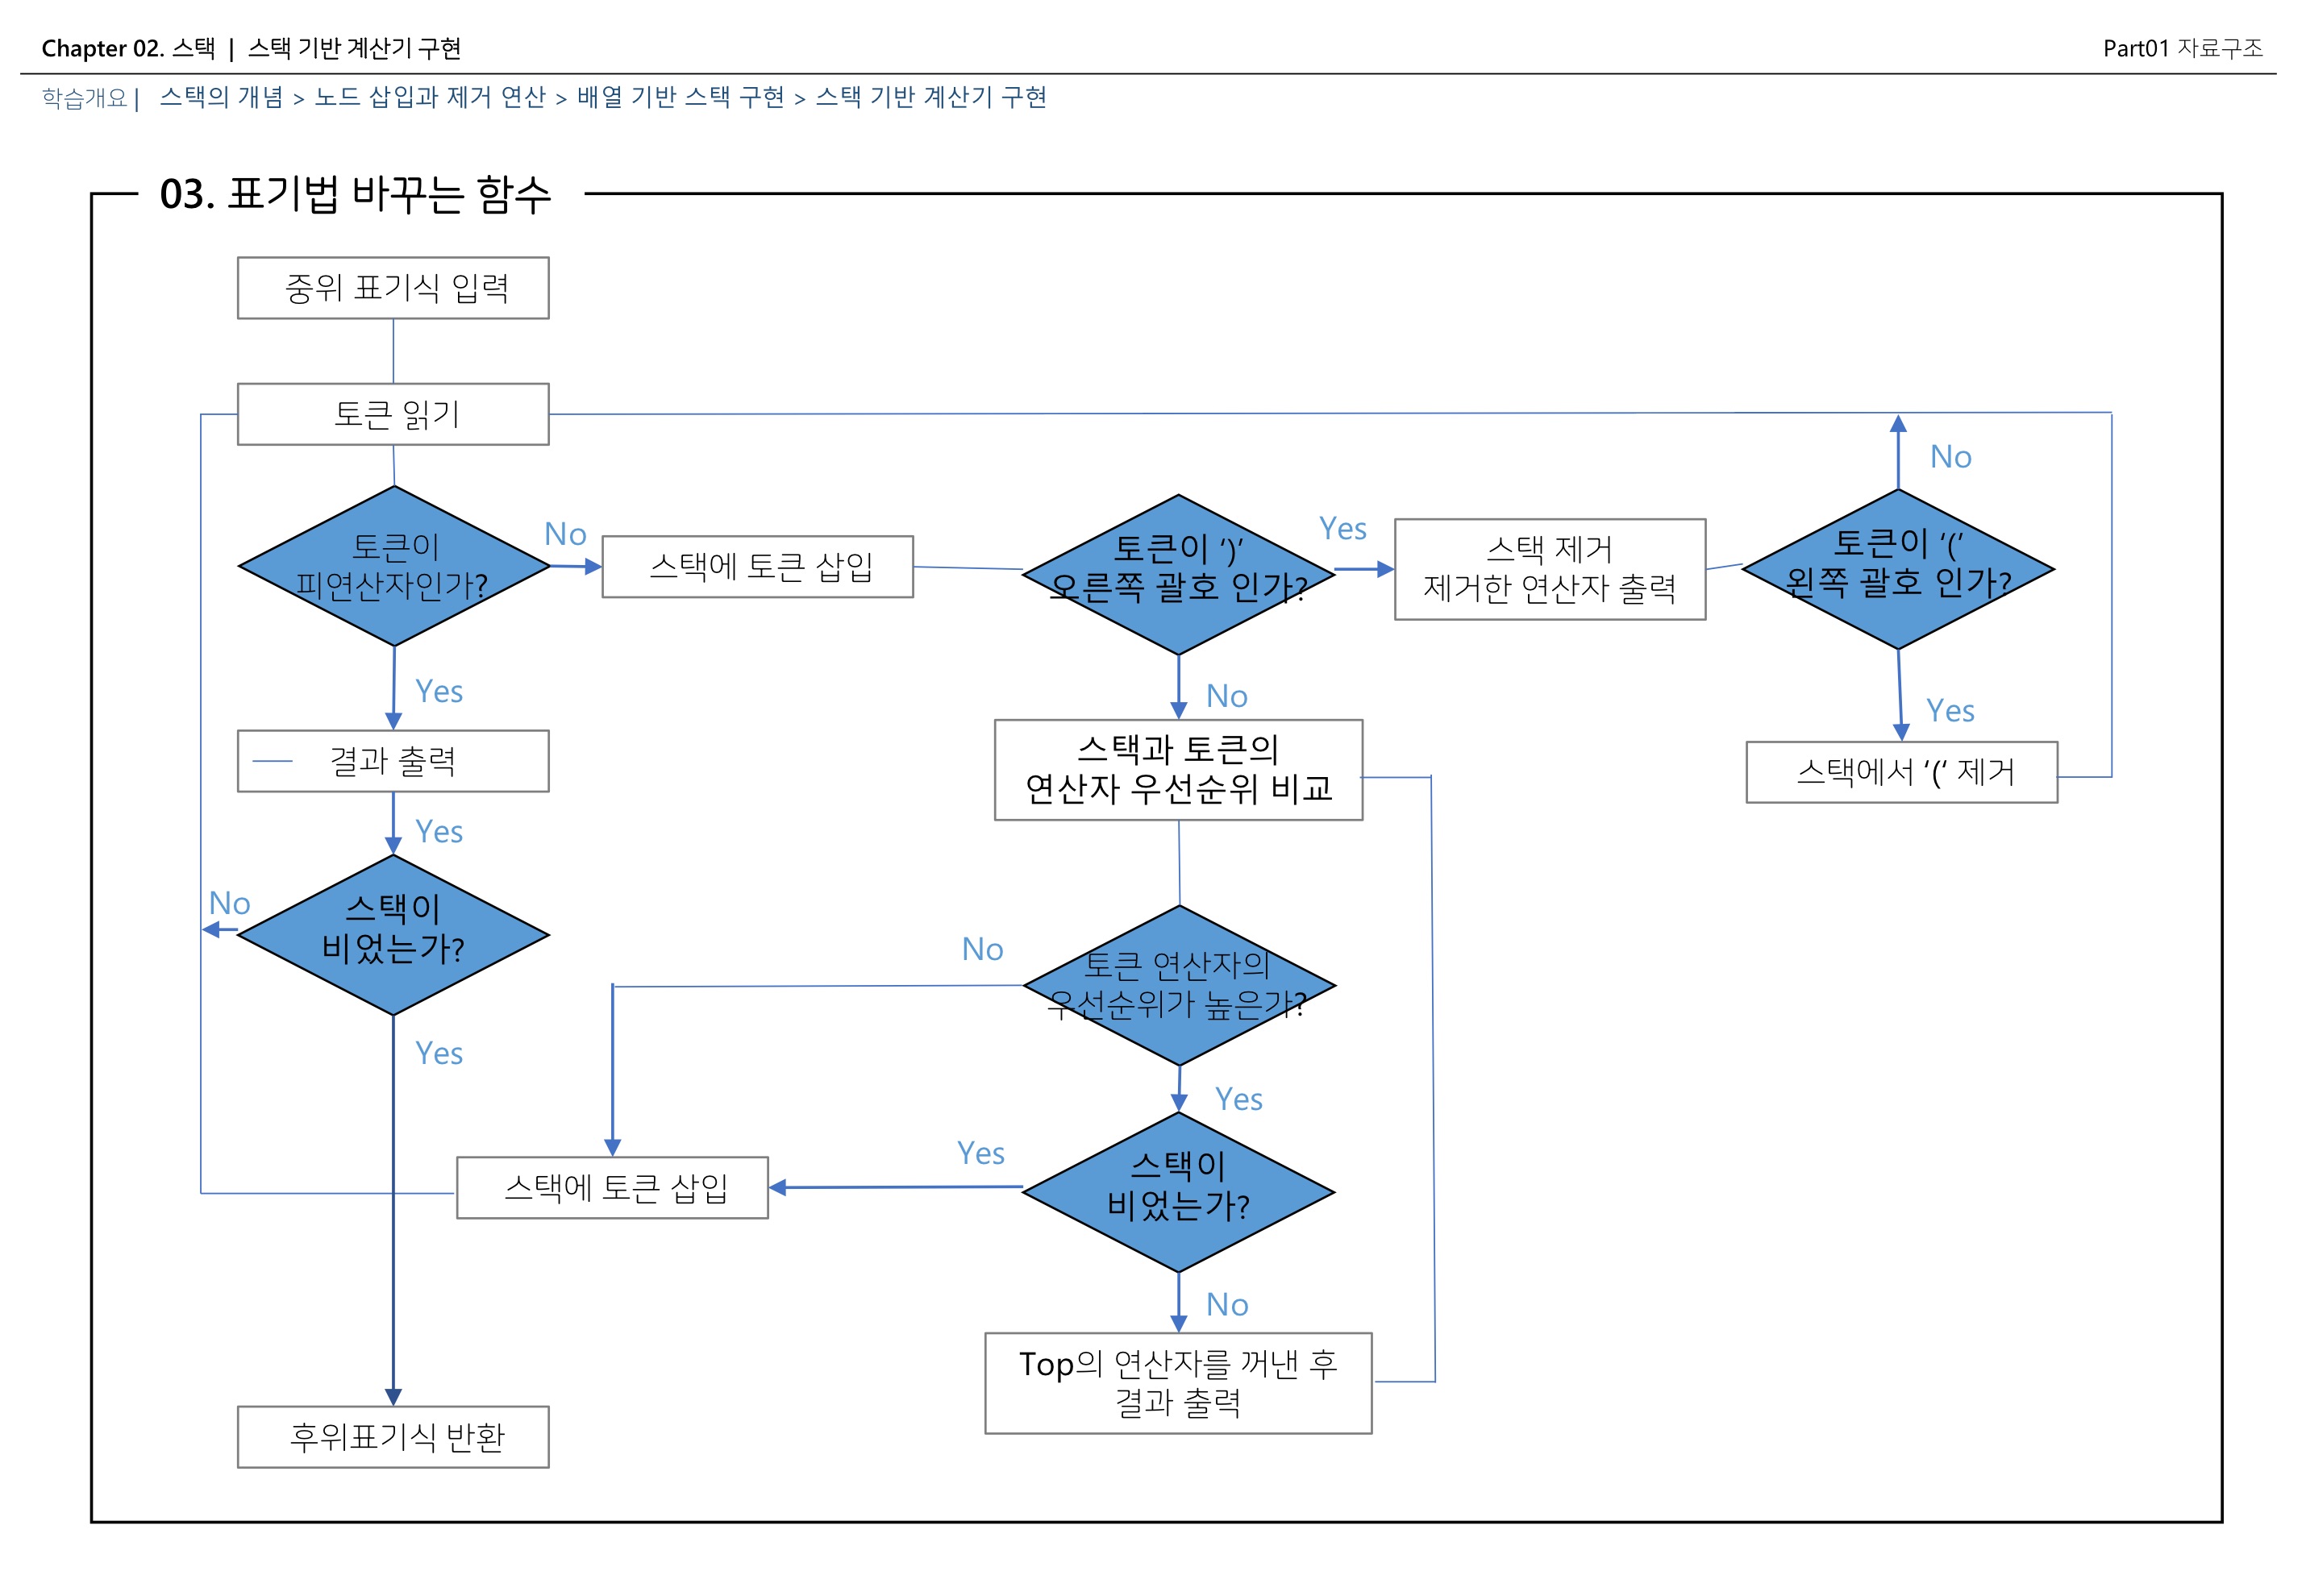 Chapter 02. 스택 | 스택 기반 계산기 구현
Part01 자료구조
학습개요 | 스택의 개념 > 노드 삽입과 제거 연산 > 배열 기반 스택 구현 > 스택 기반 계산기 구현
03. 표기법 바꾸는 함수
중위 표기식 입력
토큰 읽기
토큰이
피연산자인가?
No
스택에 토큰 삽입
토큰이 ‘)’
오른쪽 괄호 인가?
Yes
스택 제거
제거한 연산자 출력
토큰이 ‘(‘
왼쪽 괄호 인가?
No
Yes
스택에서 ‘(‘ 제거
Yes
결과 출력
Yes
스택이
비었는가?
No
Yes
후위표기식 반환
No
스택과 토큰의
연산자 우선순위 비교
토큰 연산자의
우선순위가 높은가?
No
Yes
스택이
비었는가?
Yes
스택에 토큰 삽입
No
Top의 연산자를 꺼낸 후
결과 출력